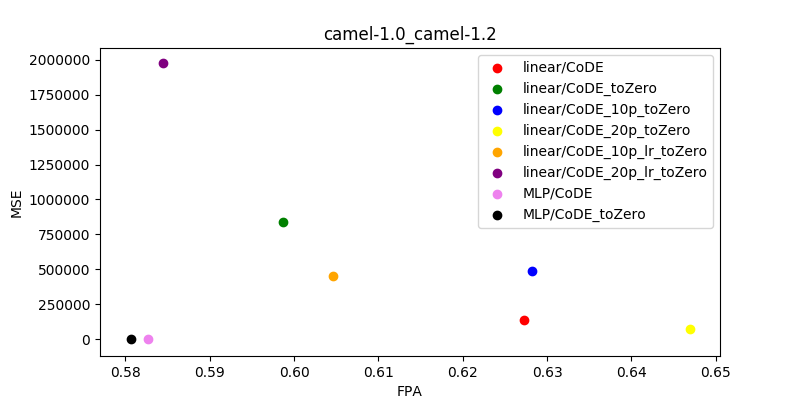 camel-1.0_camel-1.2
MSE
2000000
1750000
1500000
1250000
1000000
750000
500000
250000
0
linear/CoDE
linear/CoDE_toZero
linear/CoDE_10p_toZero
linear/CoDE_20p_toZero
linear/CoDE_10p_lr_toZero
linear/CoDE_20p_lr_toZero
MLP/CoDE
MLP/CoDE_toZero
0.58 0.59 0.60 0.61 0.62 0.63 0.64 0.65
FPA